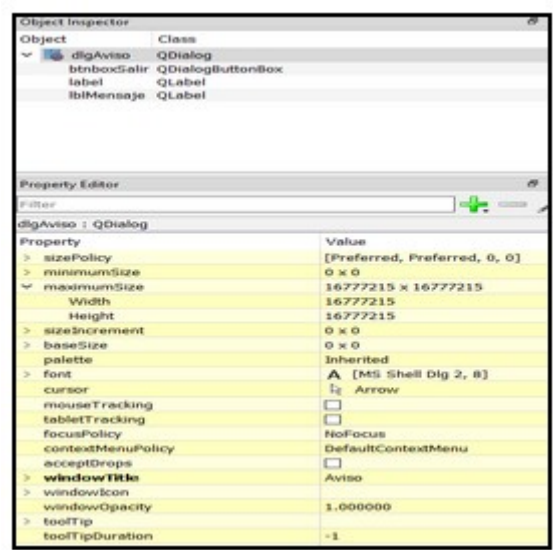 Object Inspector
Object Class
dlgAviso QDialog
btnboxSalir QDialogButtonBox
label QLabel
lblMensaje QLabel
Property Editor
Filter
dlgAviso : QDialog
Property Value
sizePolicy [Preferred, Preferred, 0, 0]
minimumSize 0 x 0
maximumSize 16777215 x 16777215
Width 16777215
Height 16777215
sizeIncrement 0 x 0
baseSize 0 x 0
palette Inherited
font A [MS Shell Dlg 2, 8]
cursor Arrow
mouseTracking
tabletTracking
focusPolicy NoFocus
contextMenuPolicy DefaultContextMenu
acceptDrops
windowTitle Aviso
windowIcon
windowOpacity 1.000000
toolTip
toolTipDuration -1